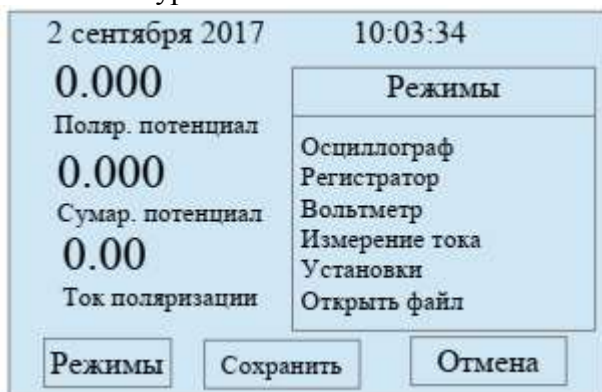 2 сентября 2017 10:03:34
0.000
Поляр. потенциал
0.000
Сумар. потенциал
0.00
Ток поляризации
Режимы
Осциллограф
Регистратор
Вольтметр
Измерение тока
Установки
Открыть файл
Режимы Сохранить Отмена